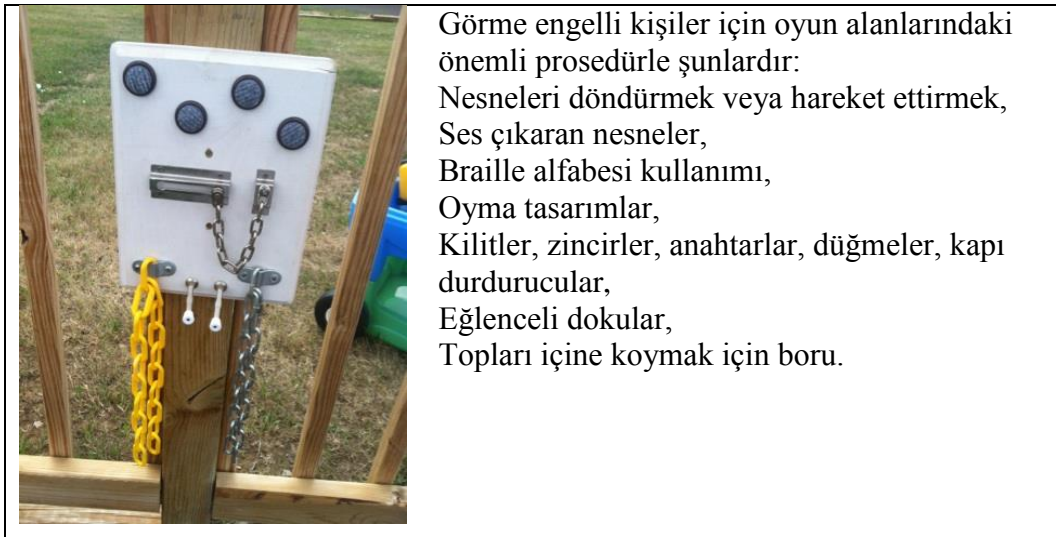 Görme engelli kişiler için oyun alanlarındaki
önemli prosedürle şunlardır:
Nesneleri döndürmek veya hareket ettirmek,
Ses çıkaran nesneler,
Braille alfabesi kullanımı,
Oyma tasarımlar,
Kilitler, zincirler, anahtarlar, düğmeler, kapı
durdurucular,
Eğlenceli dokular,
Topları içine koymak için boru.